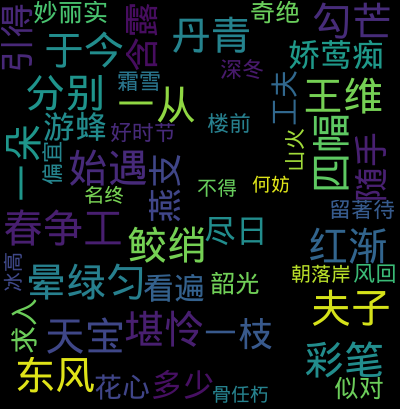 妙丽实
引得
于今
含露
丹青
奇绝
勾芒
娇莺痴
深冬
霜雪
分别
一从
工夫
王维
游蜂
好时节
楼前
一朵
偏宜
始遇
燕支
山火
四幅
随手
名终
不得
何妨
留著待
春争工
鲛绡
尽日
红渐
冰高
晕绿匀
看遍
韶光
朝落岸
风回
求人
天宝
堪怜
一枝
夫子
东风
花心
多少
骨任朽
彩笔
似对